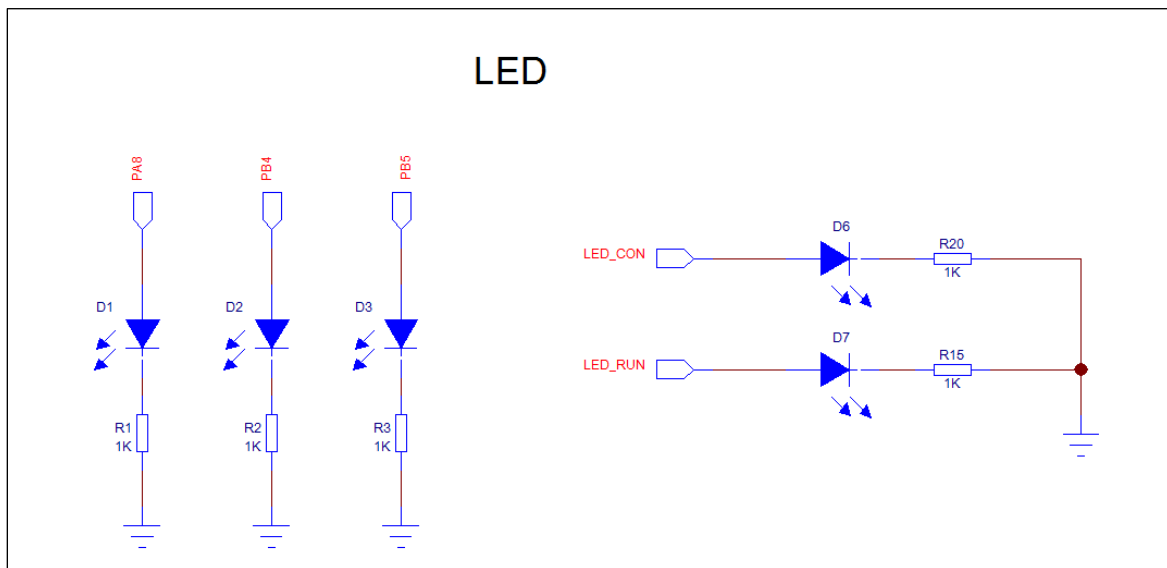 LED
PA8
PB4
PB5
D1
D2
D3
R1
1K
R2
1K
R3
1K
LED_CON
D6
R20
1K
LED_RUN
D7
R15
1K